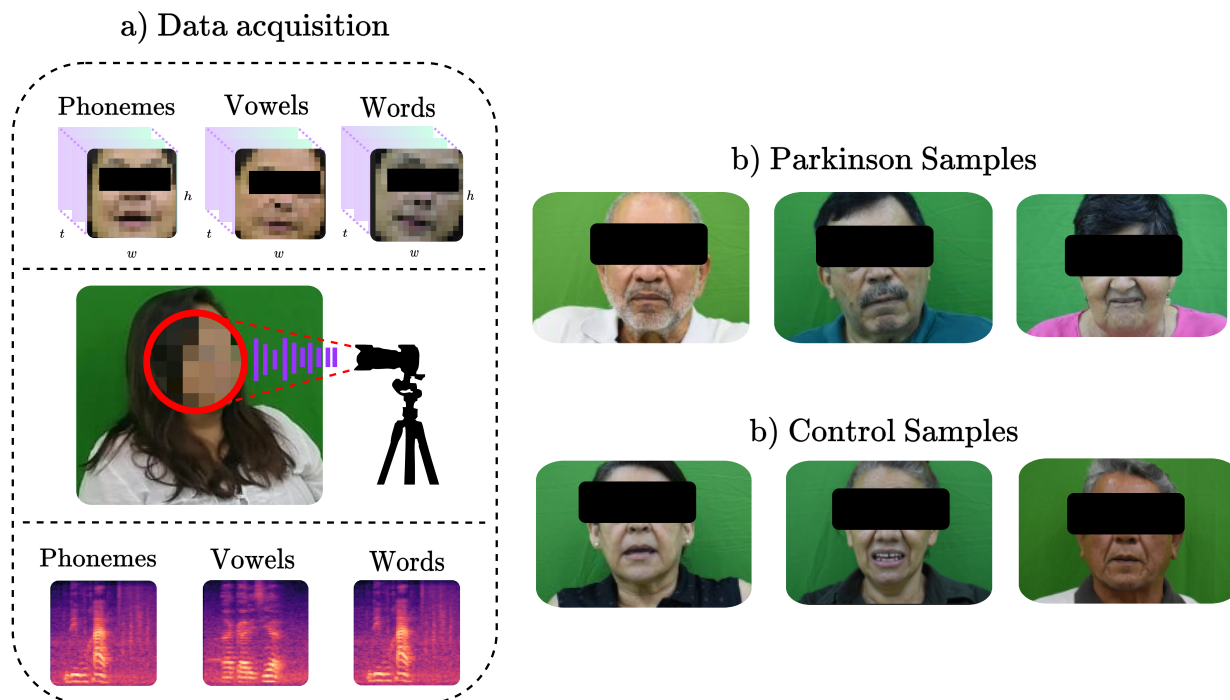 a) Data acquisition
Phonemes
Vowels
Words
h
h
t
t
t
w
w
w
Phonemes
Vowels
Words
b) Parkinson Samples
b) Control Samples